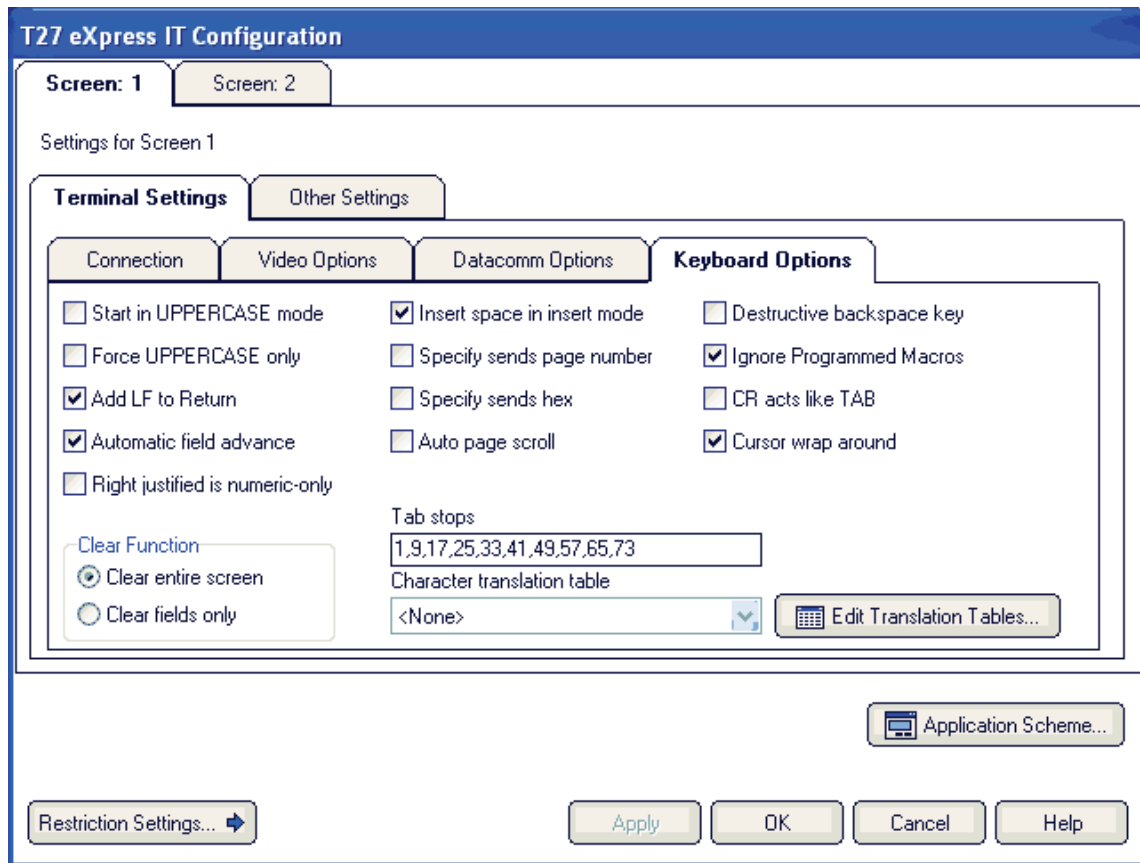 T27 eXpress IT Configuration
Screen: 1
Screen: 2
Settings for Screen 1
Terminal Settings
Other Settings
Connection
Video Options
Datacomm Options
Keyboard Options
Start in UPPERCASE mode
Insert space in insert mode
Destructive backspace key
Force UPPERCASE only
Specify sends page number
Ignore Programmed Macros
Add LF to Return
Specify sends hex
CR acts like TAB
Automatic field advance
Auto page scroll
Cursor wrap around
Right justified is numeric-only
Tab stops
1,9,17,25,33,41,49,57,65,73
Clear Function
Clear entire screen
Clear fields only
Character translation table
<None>
Edit Translation Tables...
Application Scheme...
Restriction Settings...
Apply
OK
Cancel
Help